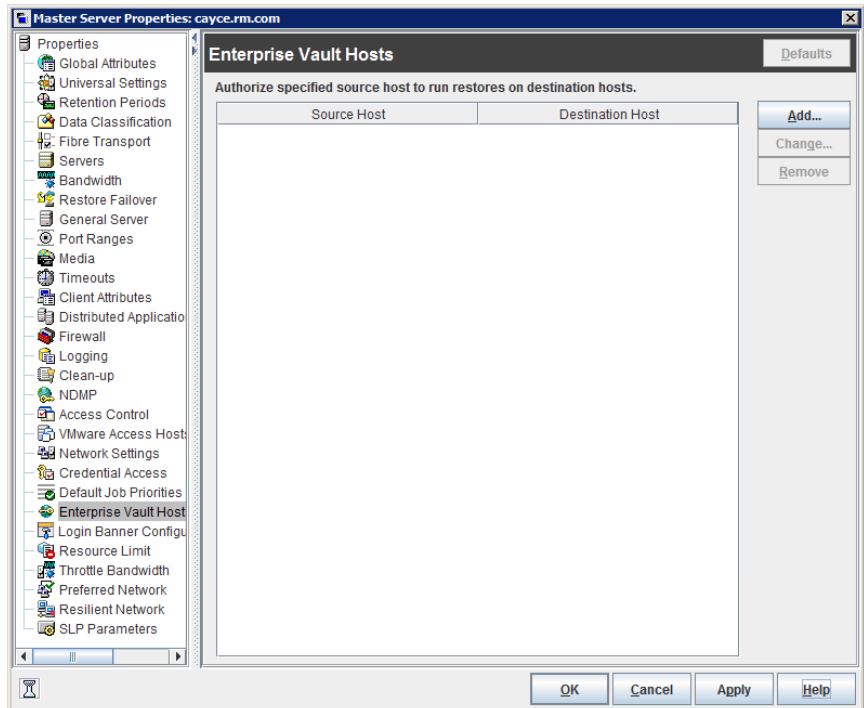 Master Server Properties: cayce.rm.com
Properties
Global Attributes
Universal Settings
Retention Periods
Data Classification
Fibre Transport
Servers
Bandwidth
Restore Failover
General Server
Port Ranges
Media
Timeouts
Client Attributes
Distributed Applicatio
Firewall
Logging
Clean-up
NDMP
Access Control
VMware Access Hosts
Network Settings
Credential Access
Default Job Priorities
Enterprise Vault Host
Login Banner Configu
Resource Limit
Throttle Bandwidth
Preferred Network
Resilient Network
SLP Parameters
Enterprise Vault Hosts
Defaults
Authorize specified source host to run restores on destination hosts.
Source Host Destination Host
Add...
Change...
Remove
OK Cancel Apply Help